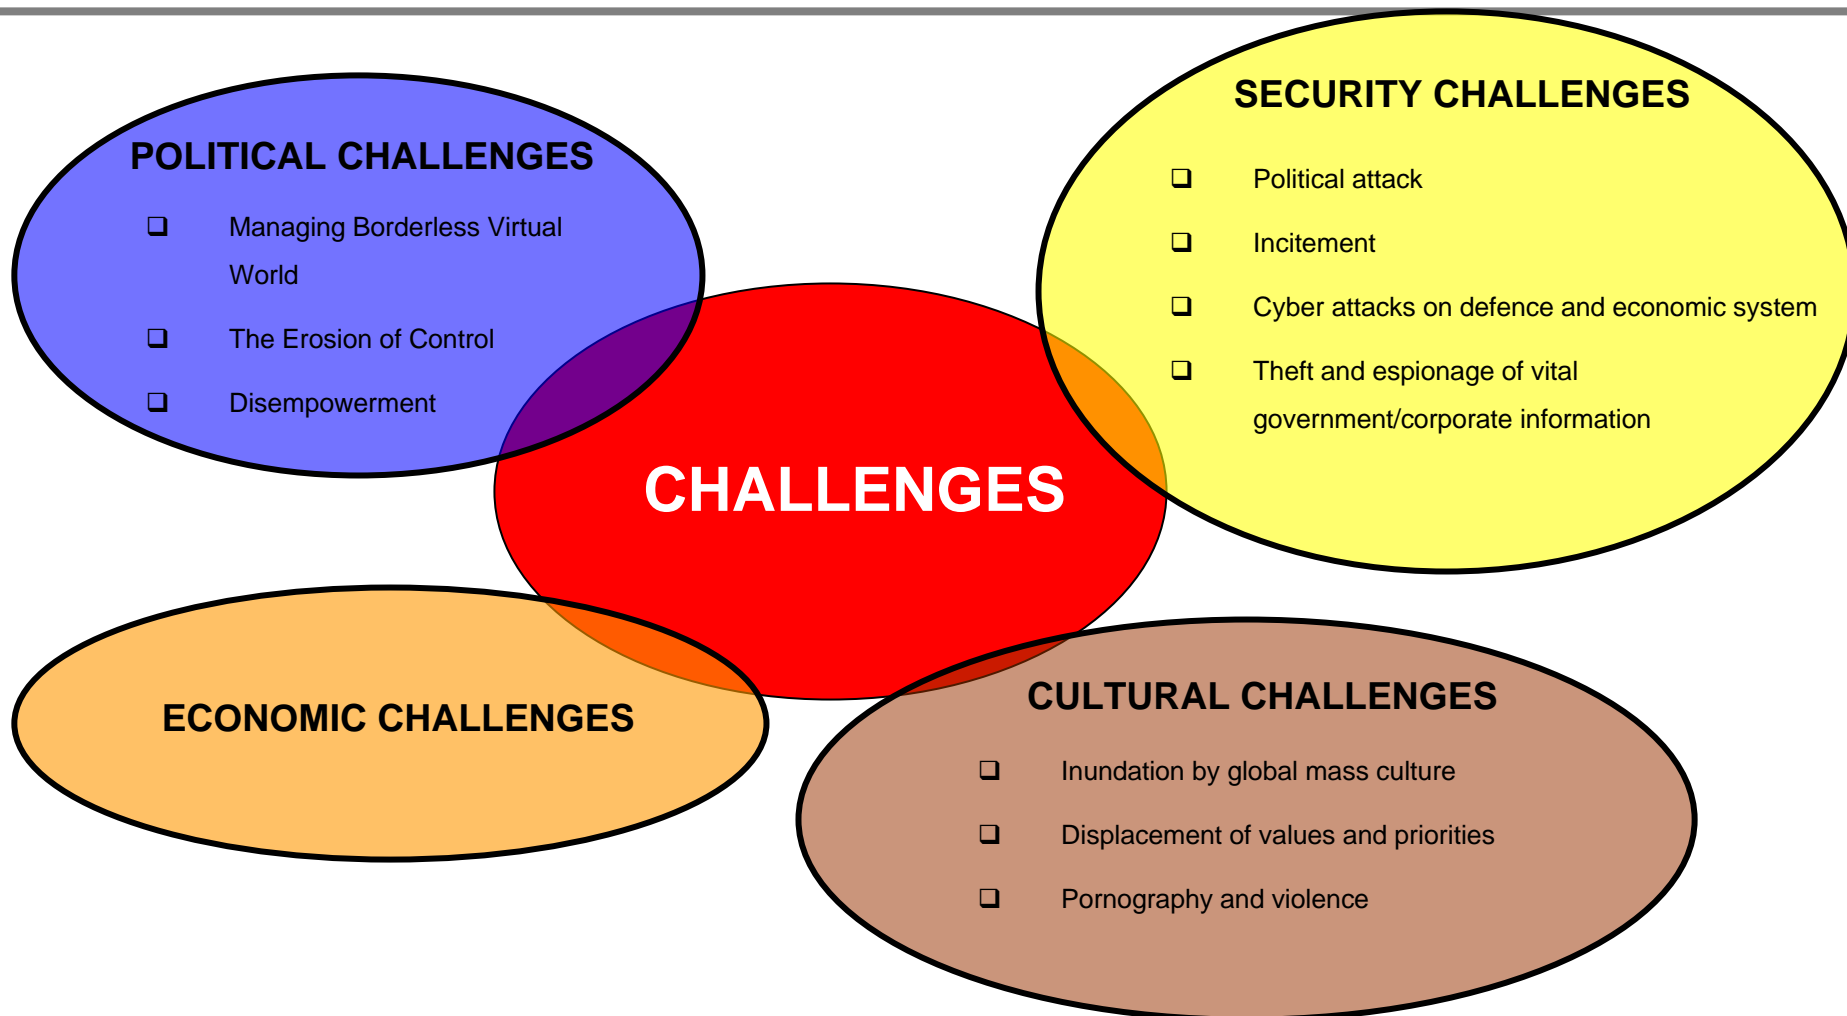 POLITICAL CHALLENGES
❑ Managing Borderless Virtual
World
❑ The Erosion of Control
❑ Disempowerment
SECURITY CHALLENGES
❑ Political attack
❑ Incitement
❑ Cyber attacks on defence and economic system
❑ Theft and espionage of vital
government/corporate information
CHALLENGES
ECONOMIC CHALLENGES
CULTURAL CHALLENGES
❑ Inundation by global mass culture
❑ Displacement of values and priorities
❑ Pornography and violence